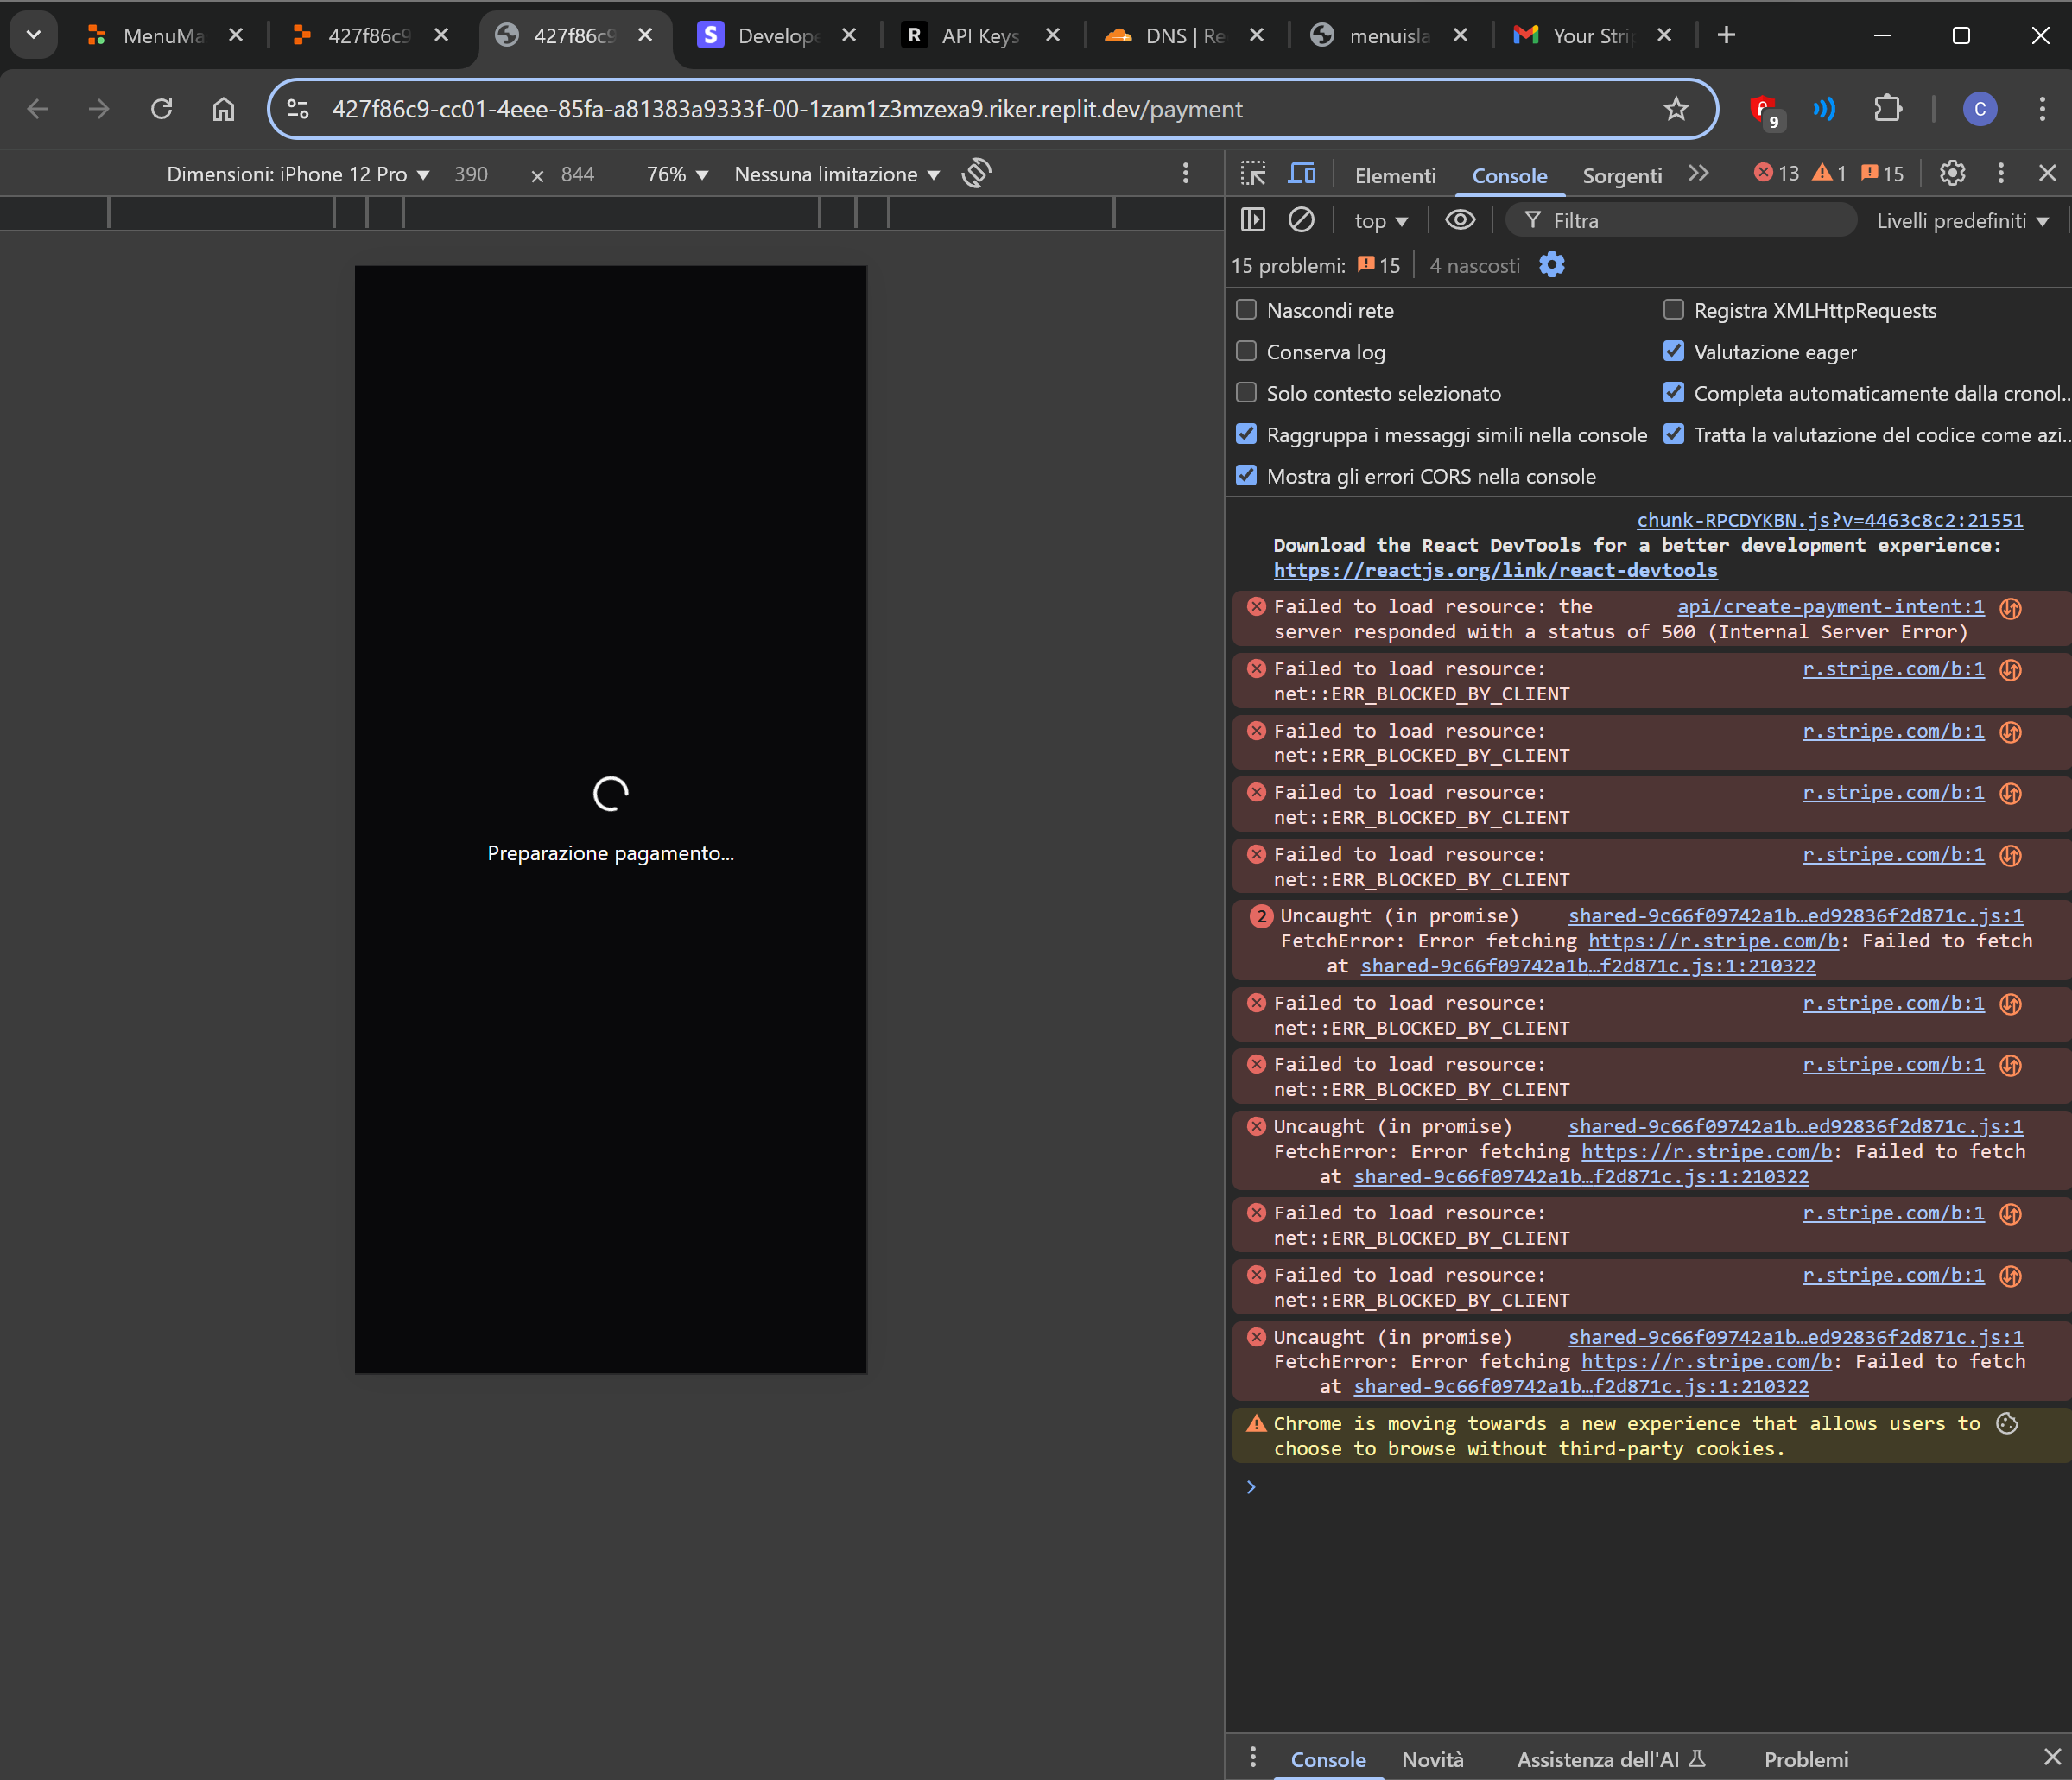 MenuMa
427f86c9
427f86c9
S
Develope
R
API Keys
DNS | Re
menuisla
Your Strip
427f86c9-cc01-4eee-85fa-a81383a9333f-00-1zam1z3mzexa9.riker.replit.dev/payment
9
C
Dimensioni: iPhone 12 Pro ▼ 390 × 844 76% ▼ Nessuna limitazione ▼
Elementi Console Sorgenti 13 1 15
top ▼ Filtra Livelli predefiniti ▼
15 problemi: 15 4 nascosti
Nascondi rete
Registra XMLHttpRequests
Conserva log
Valutazione eager
Solo contesto selezionato
Completa automaticamente dalla cronol…
Raggruppa i messaggi simili nella console
Tratta la valutazione del codice come azi…
Mostra gli errori CORS nella console
chunk-RPCDYKBN.js?v=4463c8c2:21551
Download the React DevTools for a better development experience:
https://reactjs.org/link/react-devtools
Failed to load resource: the api/create-payment-intent:1
server responded with a status of 500 (Internal Server Error)
Failed to load resource: r.stripe.com/b:1
net::ERR_BLOCKED_BY_CLIENT
Failed to load resource: r.stripe.com/b:1
net::ERR_BLOCKED_BY_CLIENT
Failed to load resource: r.stripe.com/b:1
net::ERR_BLOCKED_BY_CLIENT
Failed to load resource: r.stripe.com/b:1
net::ERR_BLOCKED_BY_CLIENT
2 Uncaught (in promise) shared-9c66f09742a1b…ed92836f2d871c.js:1
FetchError: Error fetching https://r.stripe.com/b: Failed to fetch
at shared-9c66f09742a1b…f2d871c.js:1:210322
Failed to load resource: r.stripe.com/b:1
net::ERR_BLOCKED_BY_CLIENT
Failed to load resource: r.stripe.com/b:1
net::ERR_BLOCKED_BY_CLIENT
Uncaught (in promise) shared-9c66f09742a1b…ed92836f2d871c.js:1
FetchError: Error fetching https://r.stripe.com/b: Failed to fetch
at shared-9c66f09742a1b…f2d871c.js:1:210322
Failed to load resource: r.stripe.com/b:1
net::ERR_BLOCKED_BY_CLIENT
Failed to load resource: r.stripe.com/b:1
net::ERR_BLOCKED_BY_CLIENT
Uncaught (in promise) shared-9c66f09742a1b…ed92836f2d871c.js:1
FetchError: Error fetching https://r.stripe.com/b: Failed to fetch
at shared-9c66f09742a1b…f2d871c.js:1:210322
Chrome is moving towards a new experience that allows users to
choose to browse without third-party cookies.
Preparazione pagamento...
Console Novità Assistenza dell'AI Problemi